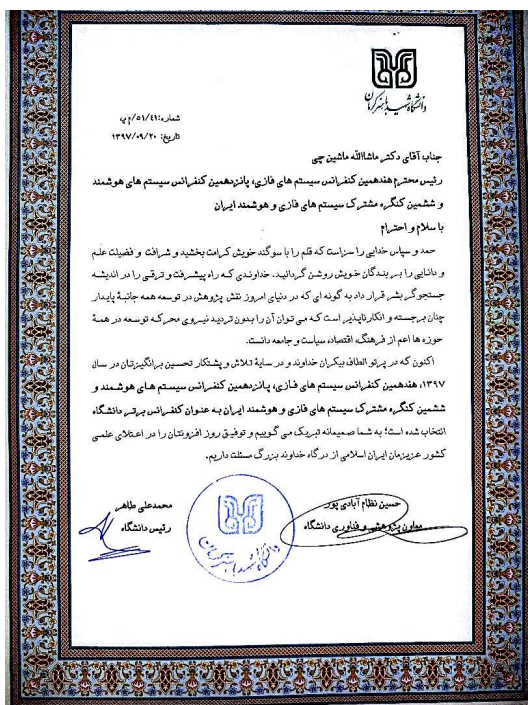 دانشگاه شهید باهنر کرمان
شماره: ۵۱/۴۱/م پ
تاریخ: ۱۳۹۷/۰۹/۲۰
جناب آقای دکتر ماشاالله ماشین چی
رئیس محترم هفدهمین کنفرانس سیستم های فازی، پانزدهمین کنفرانس سیستم های هوشمند
و ششمین کنگره مشترک سیستم های فازی و هوشمند ایران
با سلام و احترام
حمد و سپاس خدایی را سزاست که قلم را با سوگند خویش کرامت بخشید و شرافت و فضیلت علم
و دانایی را بر بندگان خویش روشن گردانید. خداوندی که راه پیشرفت و ترقی را در اندیشه
جستجوگر بشر قرار داد به گونه ای که در دنیای امروز نقش پژوهش در توسعه همه جانبهٔ پایدار
چنان برجسته و انکارناپذیر است که می توان آن را بدون تردید نیروی محرکه توسعه در همهٔ
حوزه ها اعم از فرهنگ، اقتصاد، سیاست و جامعه دانست.
اکنون که در پرتو الطاف بیکران خداوند و در سایهٔ تلاش و پشتکار تحسین برانگیزتان در سال
۱۳۹۷، هفدهمین کنفرانس سیستم های فازی، پانزدهمین کنفرانس سیستم های هوشمند و
ششمین کنگره مشترک سیستم های فازی و هوشمند ایران به عنوان کنفرانس برتر دانشگاه
انتخاب شده است؛ به شما صمیمانه تبریک می گوییم و توفیق روز افزونتان را در اعتلای علمی
کشور عزیزمان ایران اسلامی از درگاه خداوند بزرگ مسئلت داریم.
حسین نظام آبادی پور
معاون پژوهشی و فناوری دانشگاه
محمدعلی طاهر
رئیس دانشگاه
دانشگاه شهید باهنر کرمان